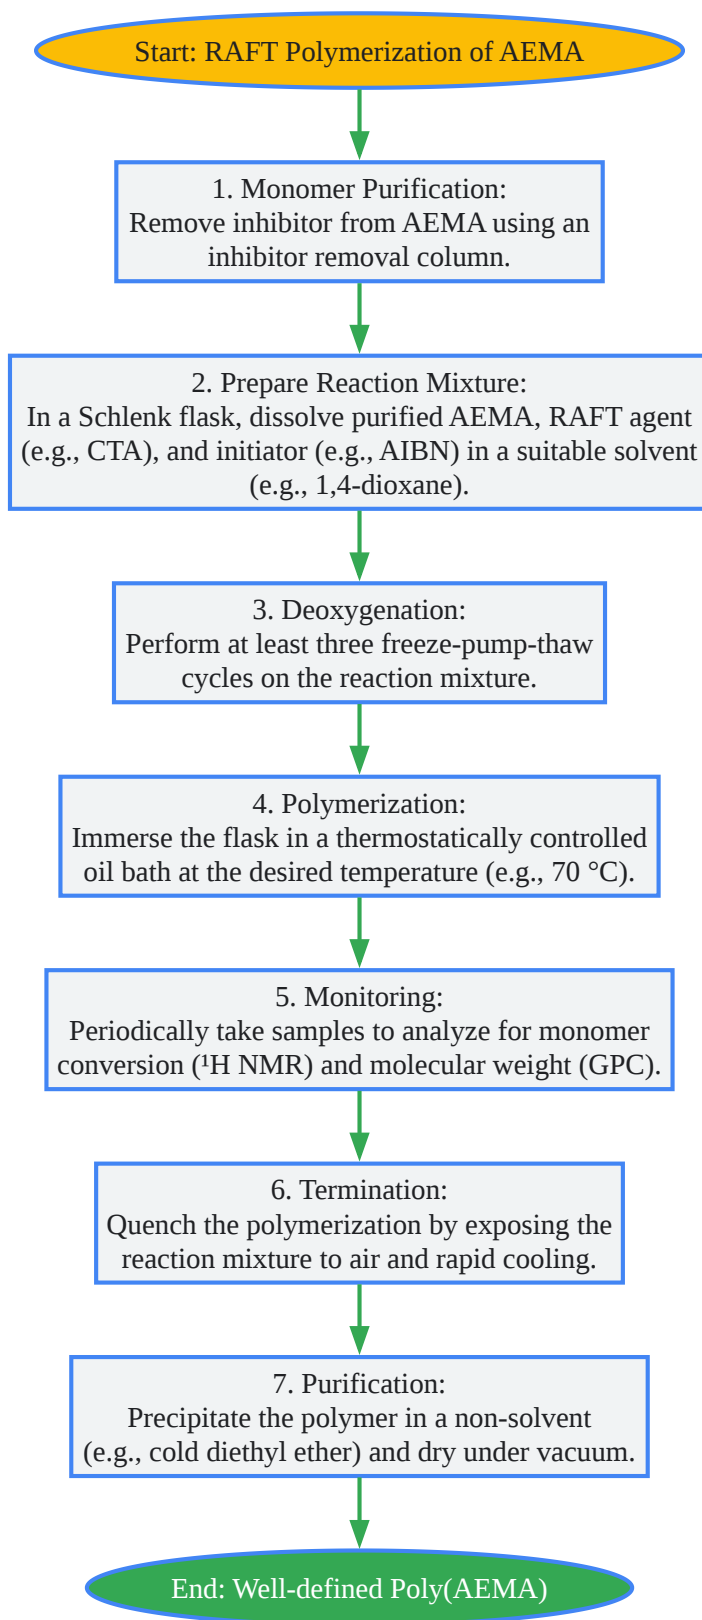 Start: RAFT Polymerization of AEMA
1. Monomer Purification:
Remove inhibitor from AEMA using an
inhibitor removal column.
2. Prepare Reaction Mixture:
In a Schlenk flask, dissolve purified AEMA, RAFT agent
(e.g., CTA), and initiator (e.g., AIBN) in a suitable solvent
(e.g., 1,4-dioxane).
3. Deoxygenation:
Perform at least three freeze-pump-thaw
cycles on the reaction mixture.
4. Polymerization:
Immerse the flask in a thermostatically controlled
oil bath at the desired temperature (e.g., 70 °C).
5. Monitoring:
Periodically take samples to analyze for monomer
conversion (¹H NMR) and molecular weight (GPC).
6. Termination:
Quench the polymerization by exposing the
reaction mixture to air and rapid cooling.
7. Purification:
Precipitate the polymer in a non-solvent
(e.g., cold diethyl ether) and dry under vacuum.
End: Well-defined Poly(AEMA)